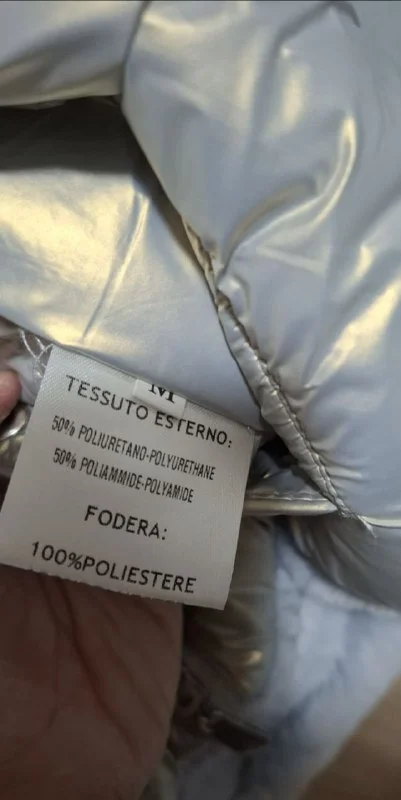 M
TESSUTO ESTERNO:
50% POLIURETANO-POLYURETHANE
50% POLIAMMIDE-POLYAMIDE
FODERA:
100%POLIESTERE